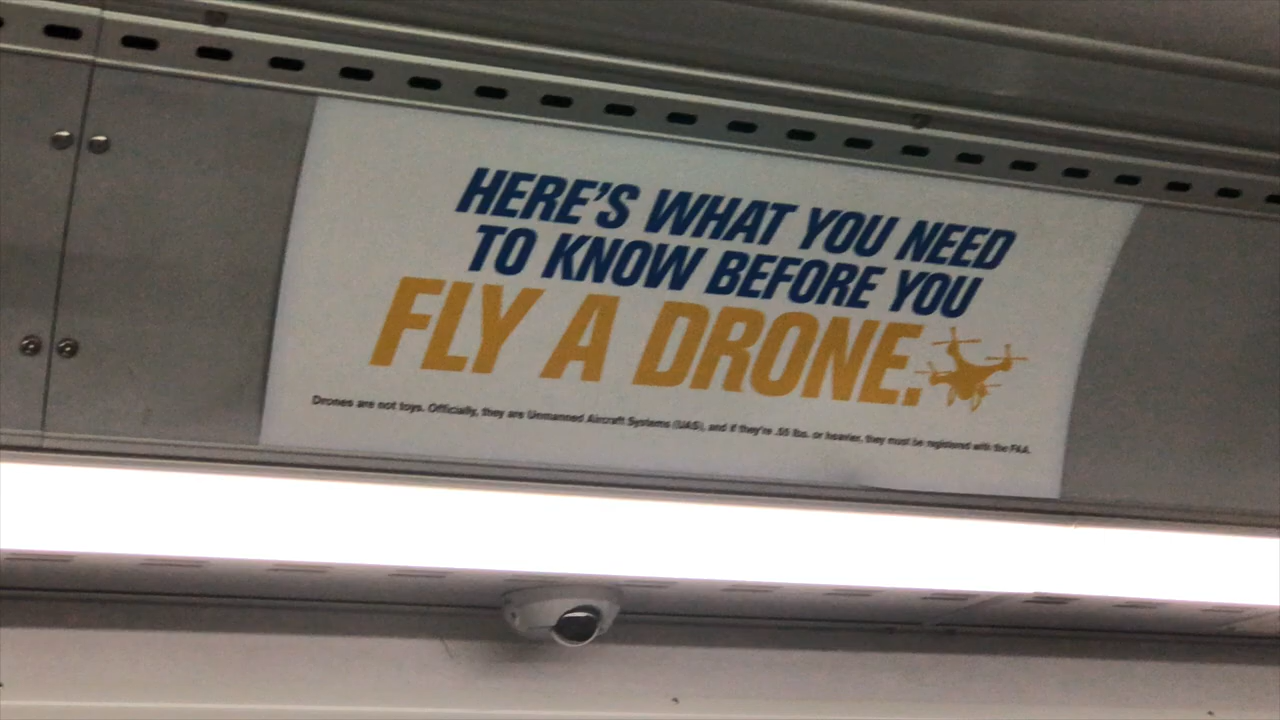 HERE'S WHAT YOU NEED
TO KNOW BEFORE YOU
FLY A DRONE.
Drones are not toys. Officially, they are Unmanned Aircraft Systems (UAS), and if they're .55 lbs. or heavier, they must be registered with the FAA.